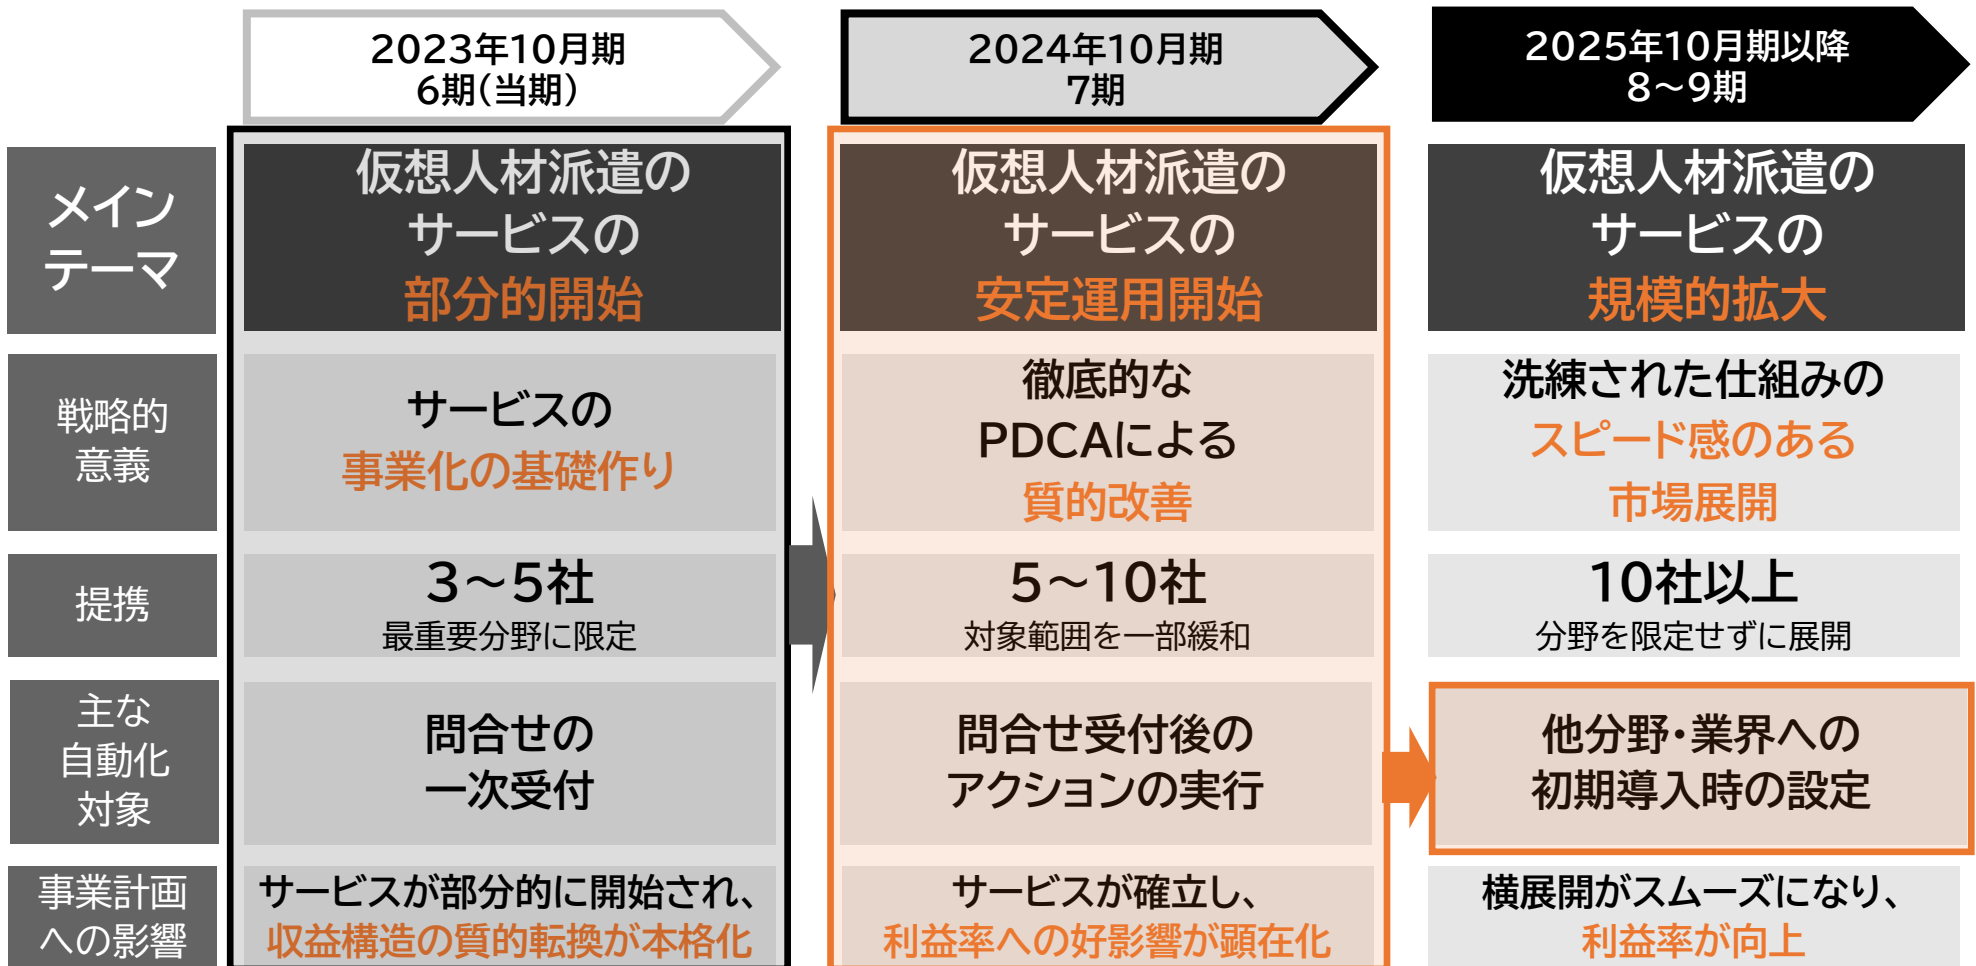 2023年10月期
6期(当期)
2024年10月期
7期
2025年10月期以降
8～9期
メイン
テーマ
仮想人材派遣の
サービスの
部分的開始
仮想人材派遣の
サービスの
安定運用開始
仮想人材派遣の
サービスの
規模的拡大
戦略的
意義
サービスの
事業化の基礎作り
徹底的な
PDCAによる
質的改善
洗練された仕組みの
スピード感のある
市場展開
提携
3～5社
最重要分野に限定
5～10社
対象範囲を一部緩和
10社以上
分野を限定せずに展開
主な
自動化
対象
問合せの
一次受付
問合せ受付後の
アクションの実行
他分野・業界への
初期導入時の設定
事業計画
への影響
サービスが部分的に開始され、
収益構造の質的転換が本格化
サービスが確立し、
利益率への好影響が顕在化
横展開がスムーズになり、
利益率が向上